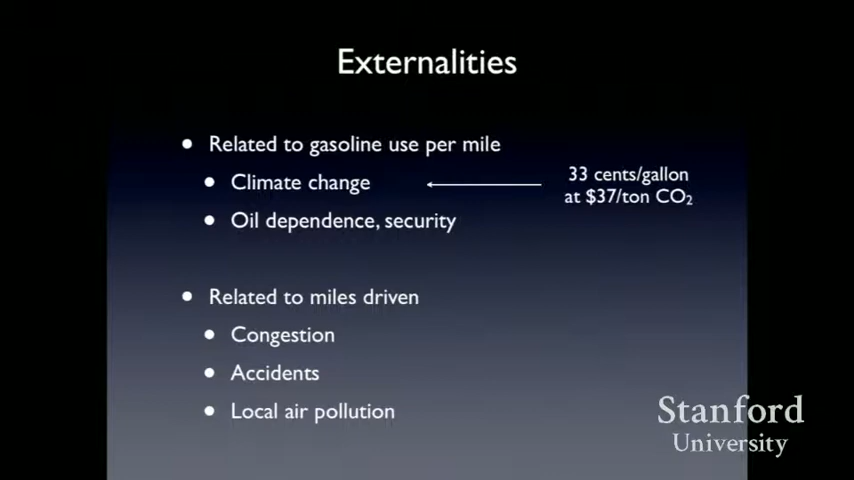 Externalities
Related to gasoline use per mile
Climate change
33 cents/gallon
at $37/ton CO₂
Oil dependence, security
Related to miles driven
Congestion
Accidents
Local air pollution
Stanford
University